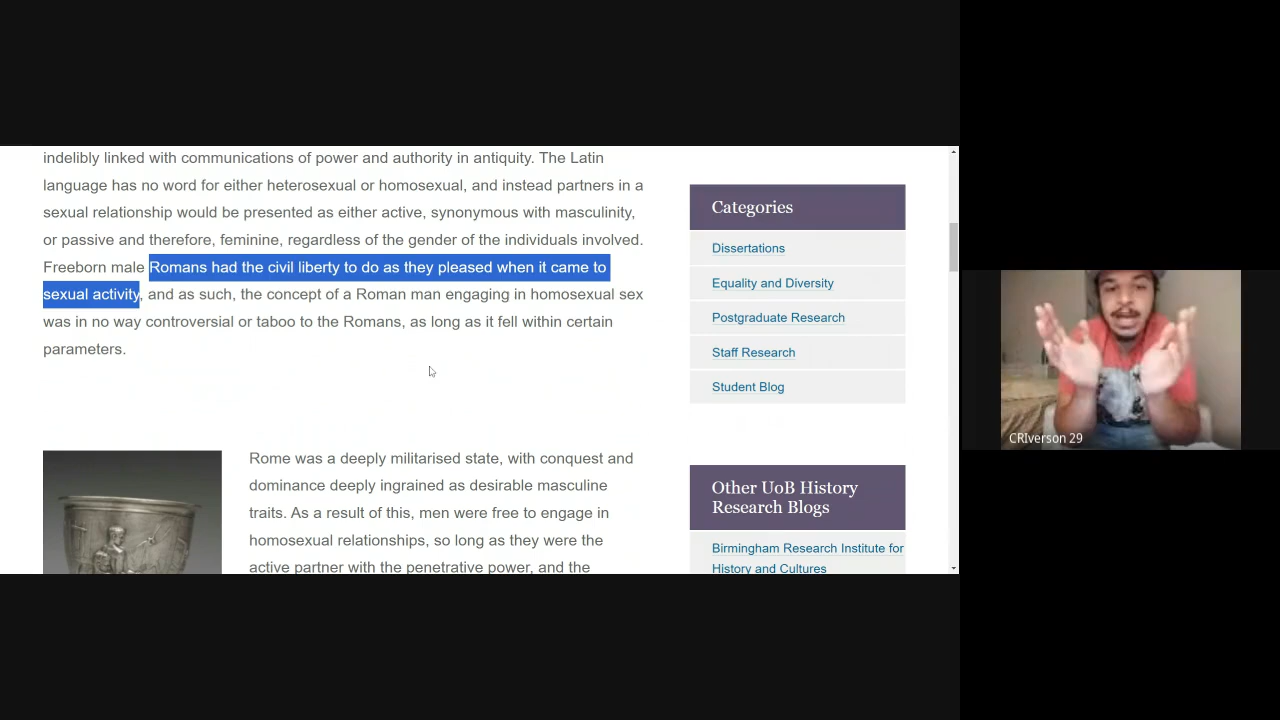 indelibly linked with communications of power and authority in antiquity. The Latin
language has no word for either heterosexual or homosexual, and instead partners in a
sexual relationship would be presented as either active, synonymous with masculinity,
or passive and therefore, feminine, regardless of the gender of the individuals involved.
Freeborn male Romans had the civil liberty to do as they pleased when it came to
sexual activity, and as such, the concept of a Roman man engaging in homosexual sex
was in no way controversial or taboo to the Romans, as long as it fell within certain
parameters.
Rome was a deeply militarised state, with conquest and
dominance deeply ingrained as desirable masculine
traits. As a result of this, men were free to engage in
homosexual relationships, so long as they were the
active partner with the penetrative power, and the
Categories
Dissertations
Equality and Diversity
Postgraduate Research
Staff Research
Student Blog
Other UoB History
Research Blogs
Birmingham Research Institute for
History and Cultures
CRIverson 29